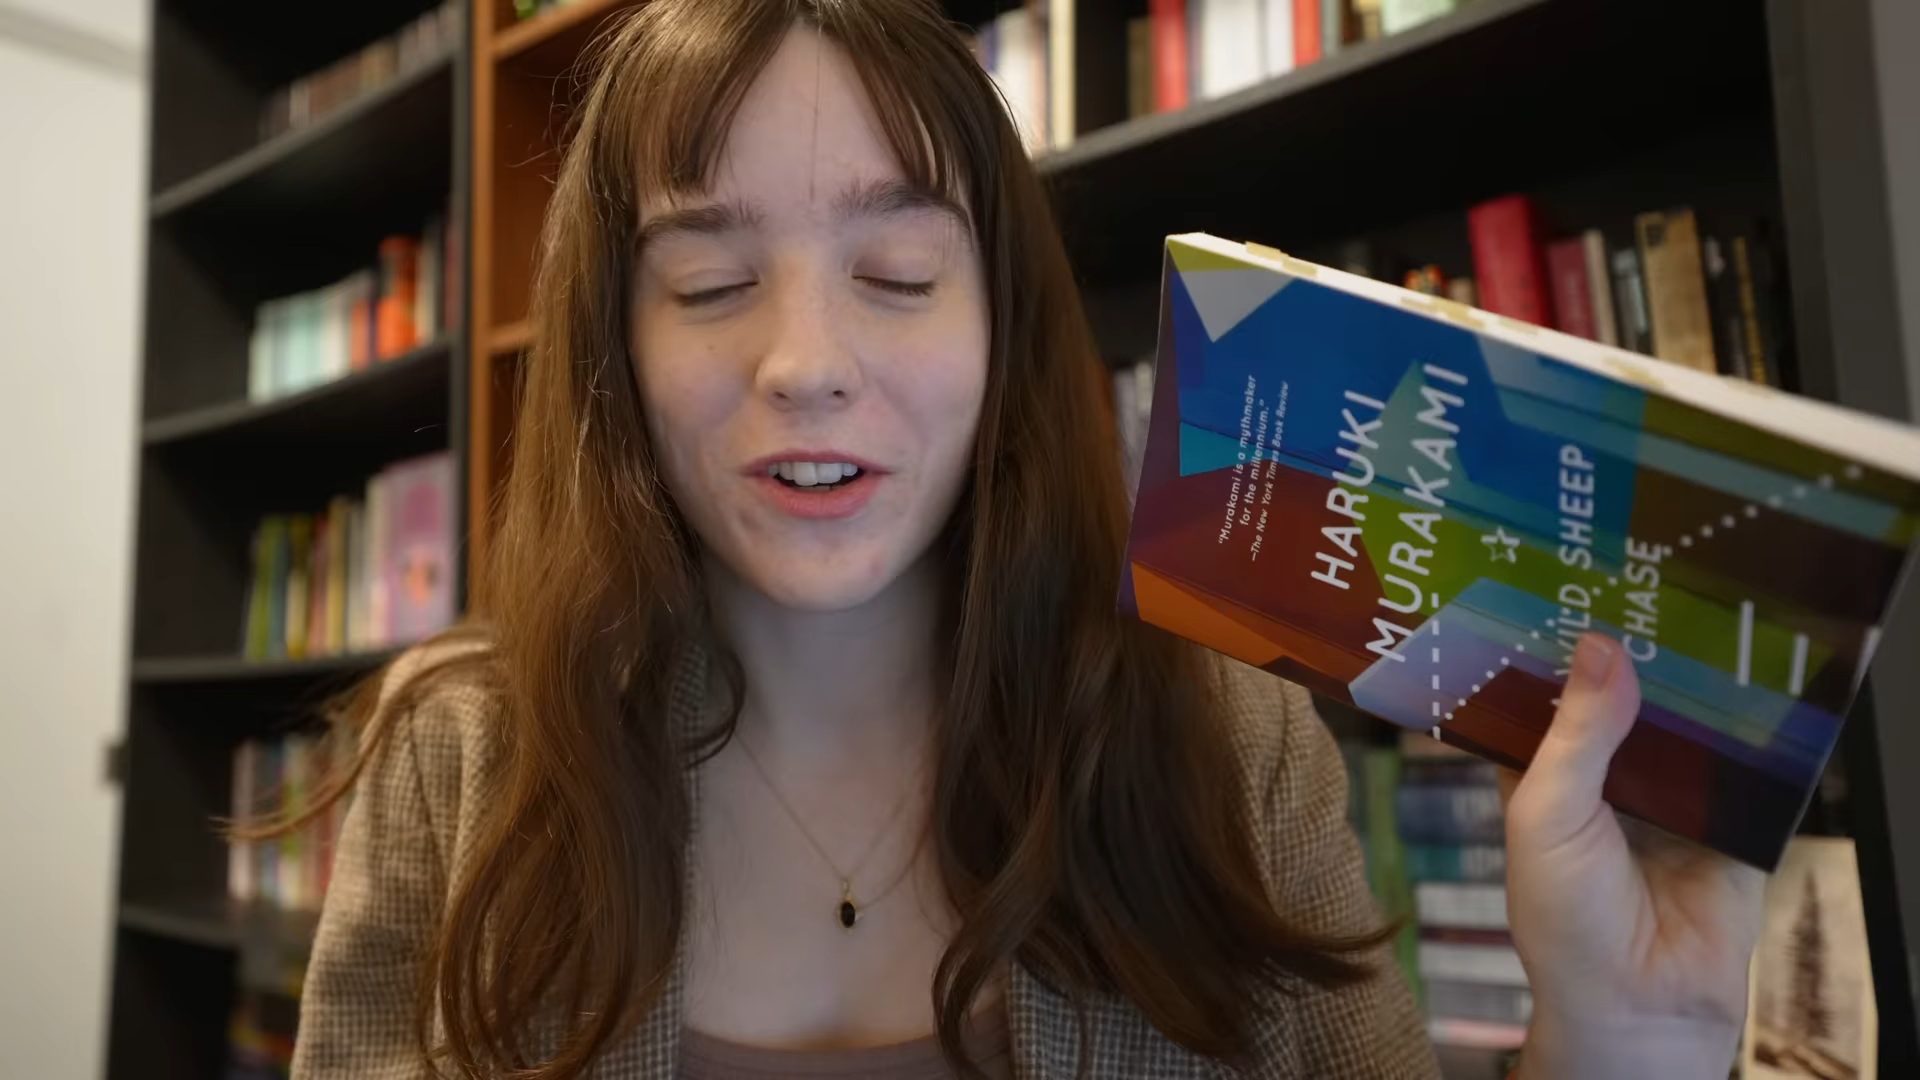 "Murakami is a mythmaker
for the millennium."
—The New York Times Book Review
HARUKI
MURAKAMI
WILD SHEEP
CHASE